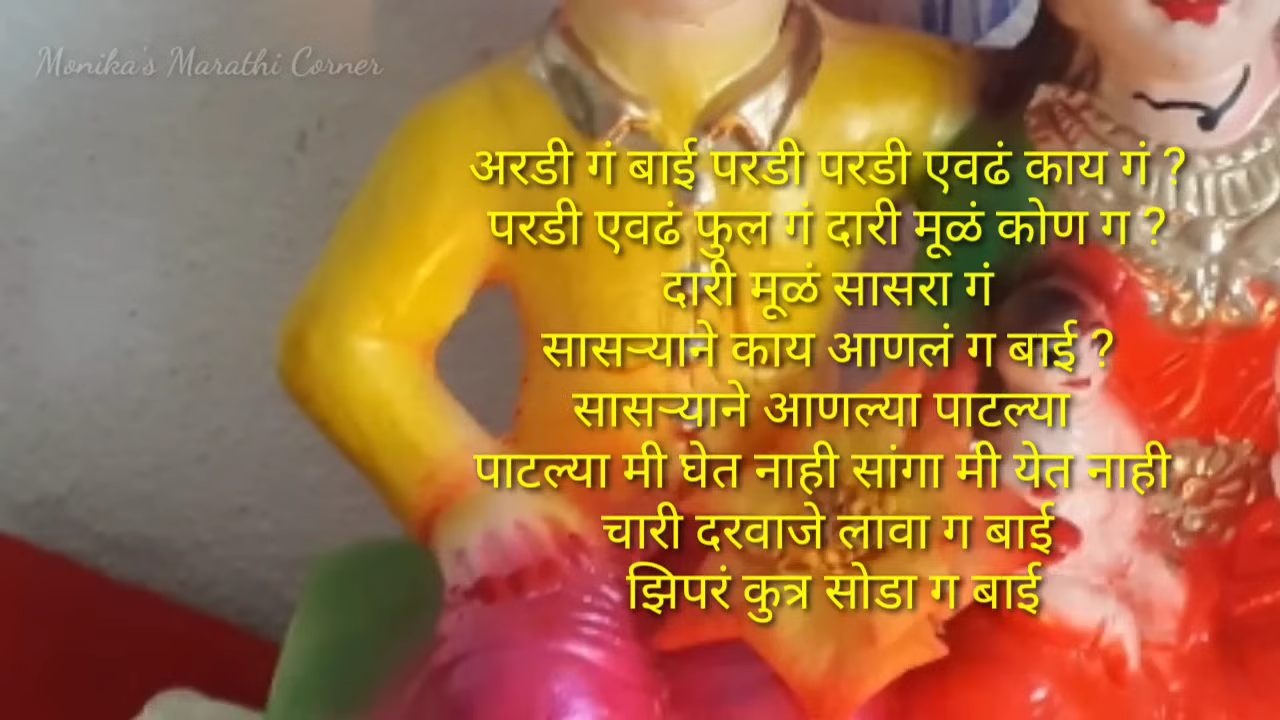 Monika's Marathi Corner
अरडी गं बाई परडी परडी एवढं काय गं ?
परडी एवढं फुल गं दारी मूळं कोण ग ?
दारी मूळं सासरा गं
सासऱ्याने काय आणलं ग बाई ?
सासऱ्याने आणल्या पाटल्या
पाटल्या मी घेत नाही सांगा मी येत नाही
चारी दरवाजे लावा ग बाई
झिपरं कुत्र सोडा ग बाई